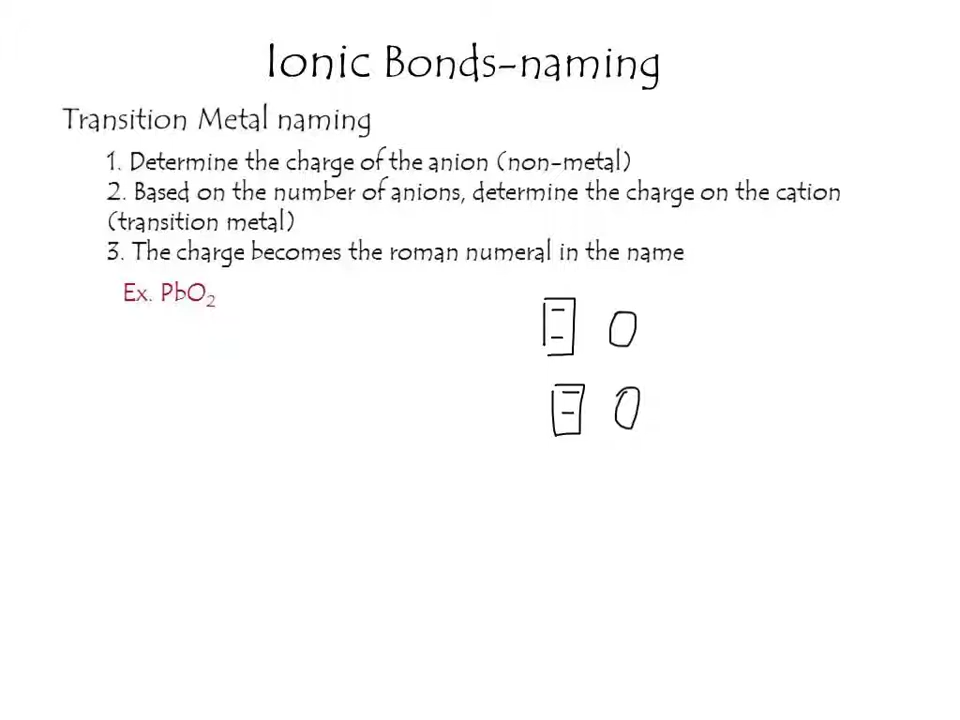 Ionic Bonds-naming
Transition Metal naming
1. Determine the charge of the anion (non-metal)
2. Based on the number of anions, determine the charge on the cation
(transition metal)
3. The charge becomes the roman numeral in the name
Ex. PbO₂
- - O
- - O